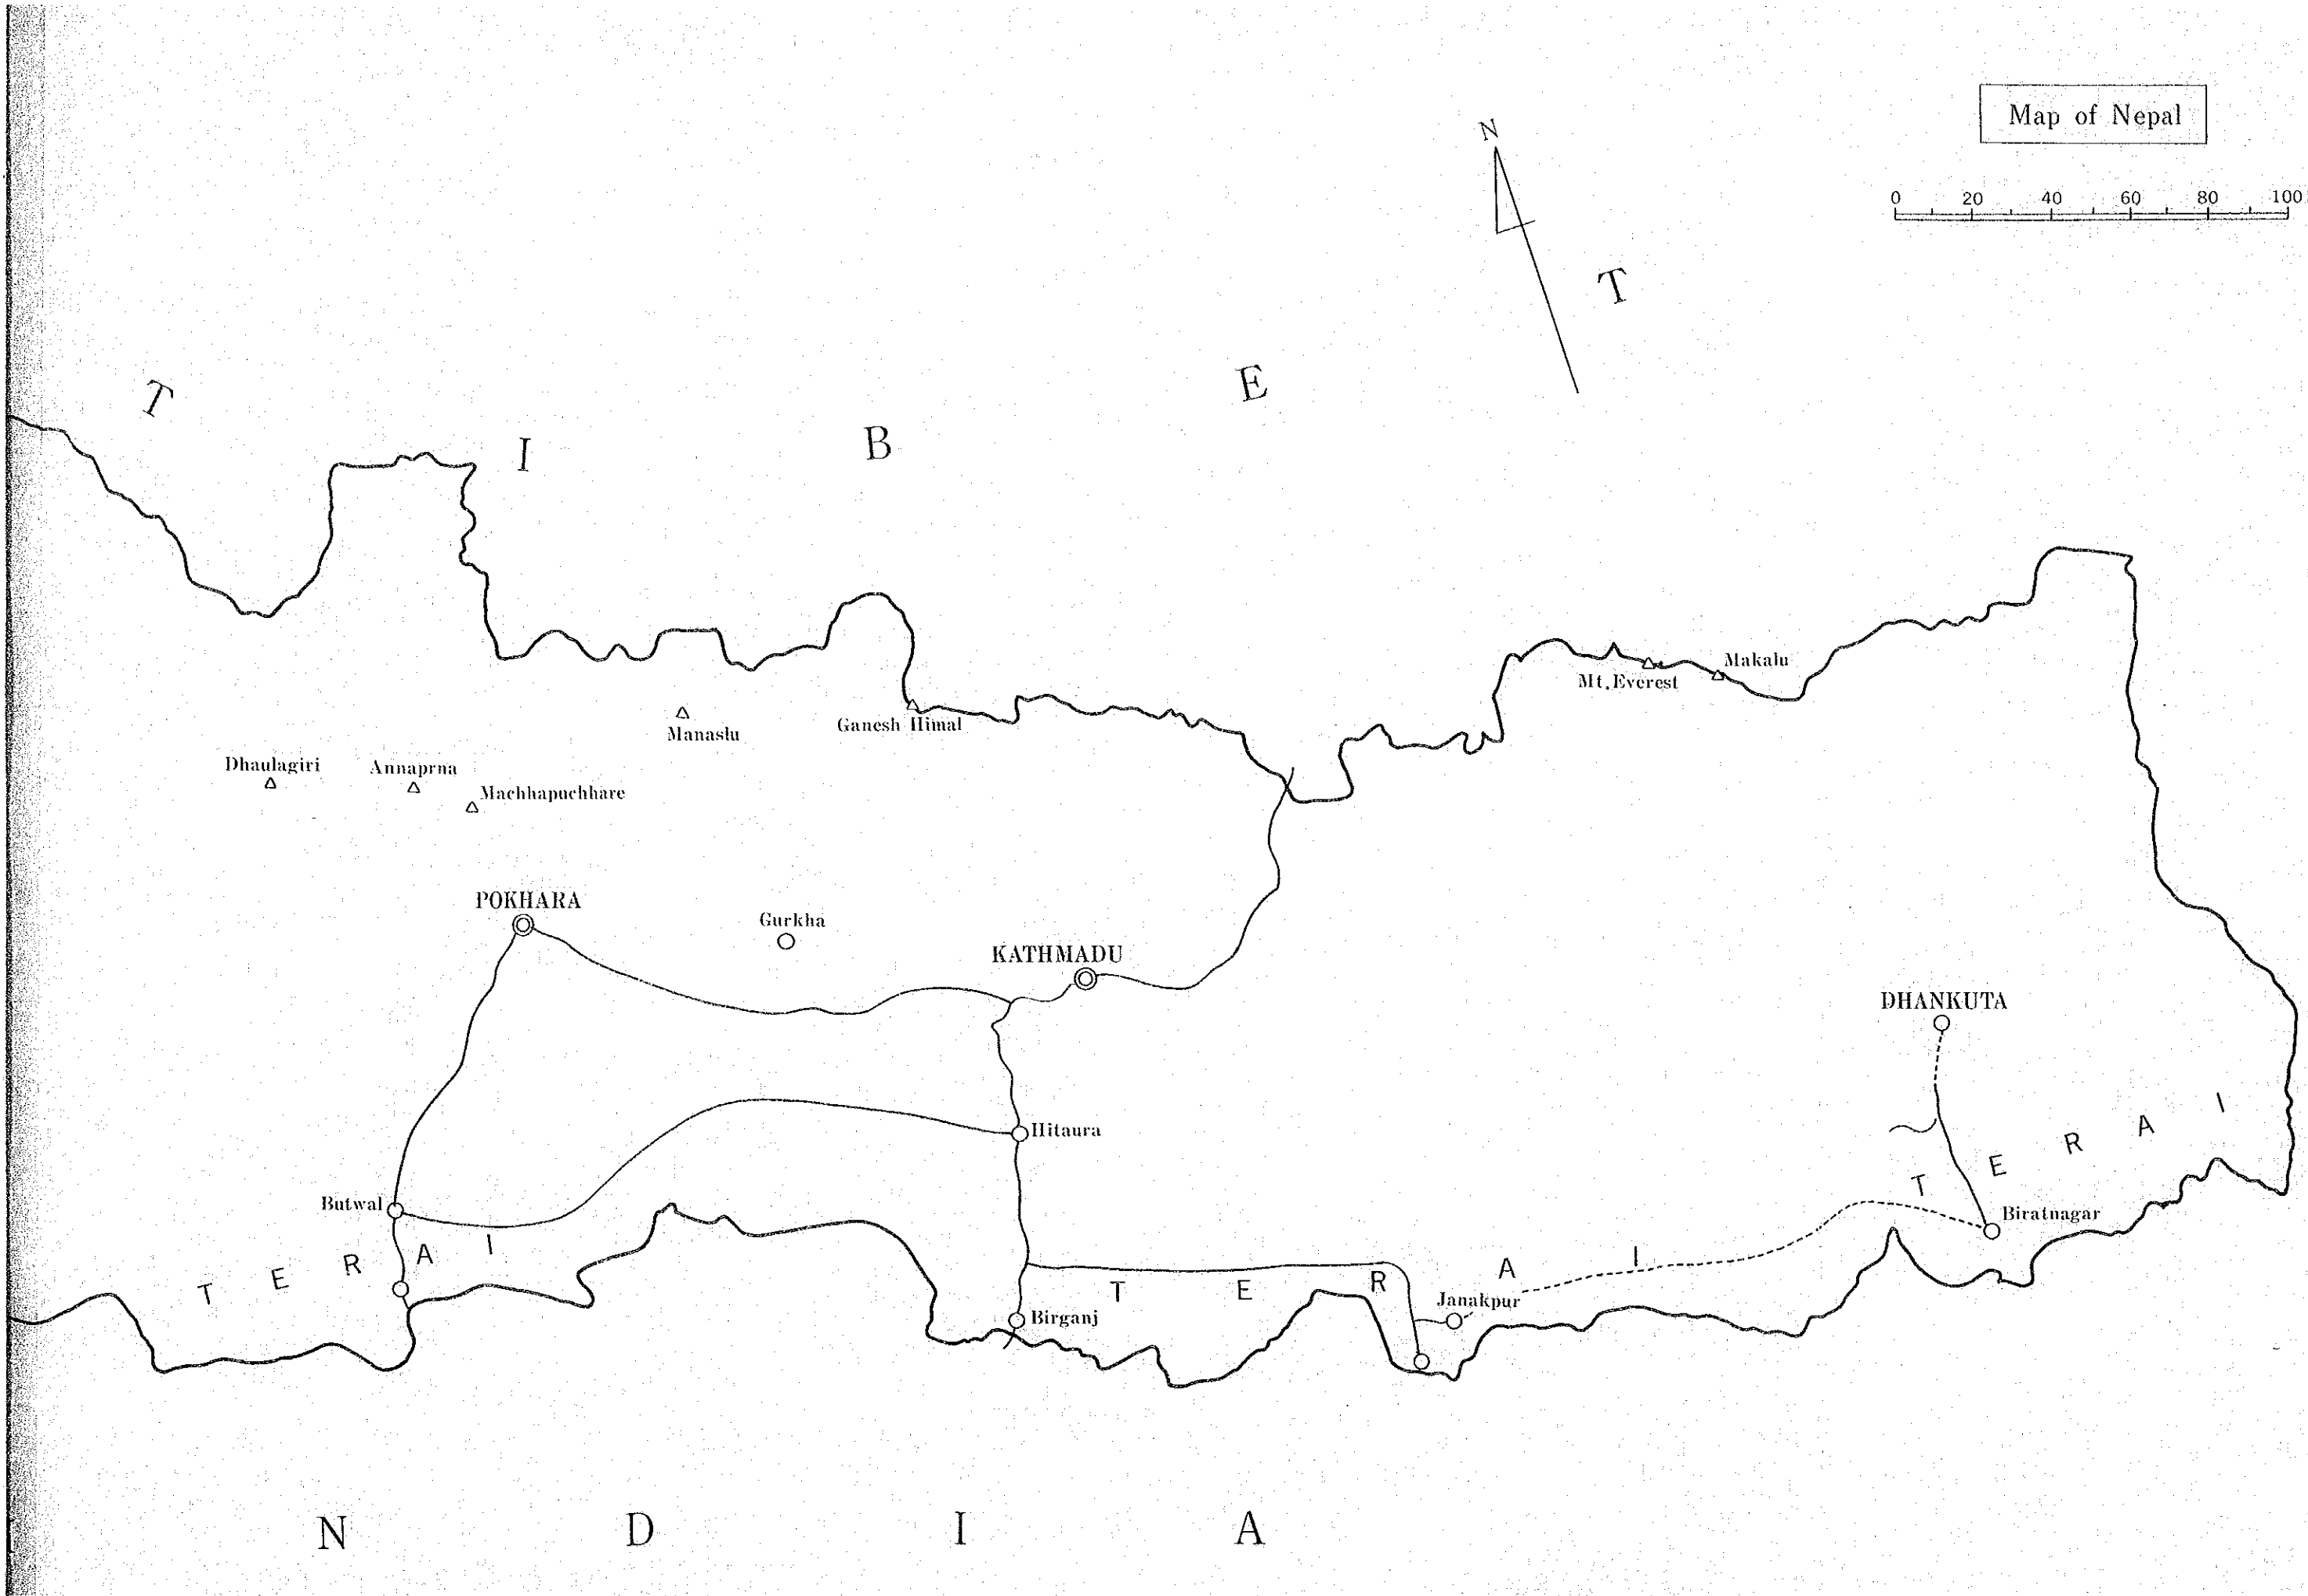 Map of Nepal
N
0 20 40 60 80 100
T I B E T
Mt. Everest
Makalu
Manaslu
Ganesh Himal
Dhaulagiri
Annaprna
Machhapuchhare
POKHARA
Gurkha
KATHMADU
DHANKUTA
Hitaura
Butwal
Biratnagar
T E R A I
T E R A I
T E R A I
Janakpur
Birganj
N D I A